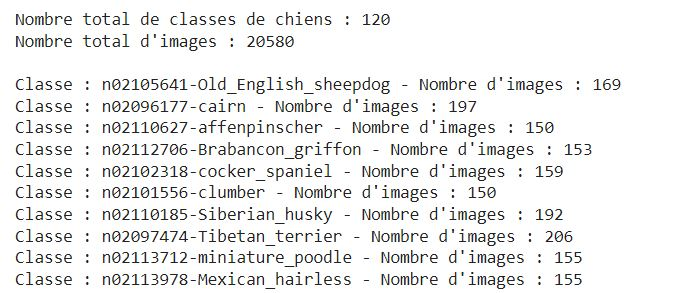 Nombre total de classes de chiens : 120
Nombre total d'images : 20580
Classe : n02105641-Old_English_sheepdog - Nombre d'images : 169
Classe : n02096177-cairn - Nombre d'images : 197
Classe : n02110627-affenpinscher - Nombre d'images : 150
Classe : n02112706-Brabancon_griffon - Nombre d'images : 153
Classe : n02102318-cocker_spaniel - Nombre d'images : 159
Classe : n02101556-clumber - Nombre d'images : 150
Classe : n02110185-Siberian_husky - Nombre d'images : 192
Classe : n02097474-Tibetan_terrier - Nombre d'images : 206
Classe : n02113712-miniature_poodle - Nombre d'images : 155
Classe : n02113978-Mexican_hairless - Nombre d'images : 155